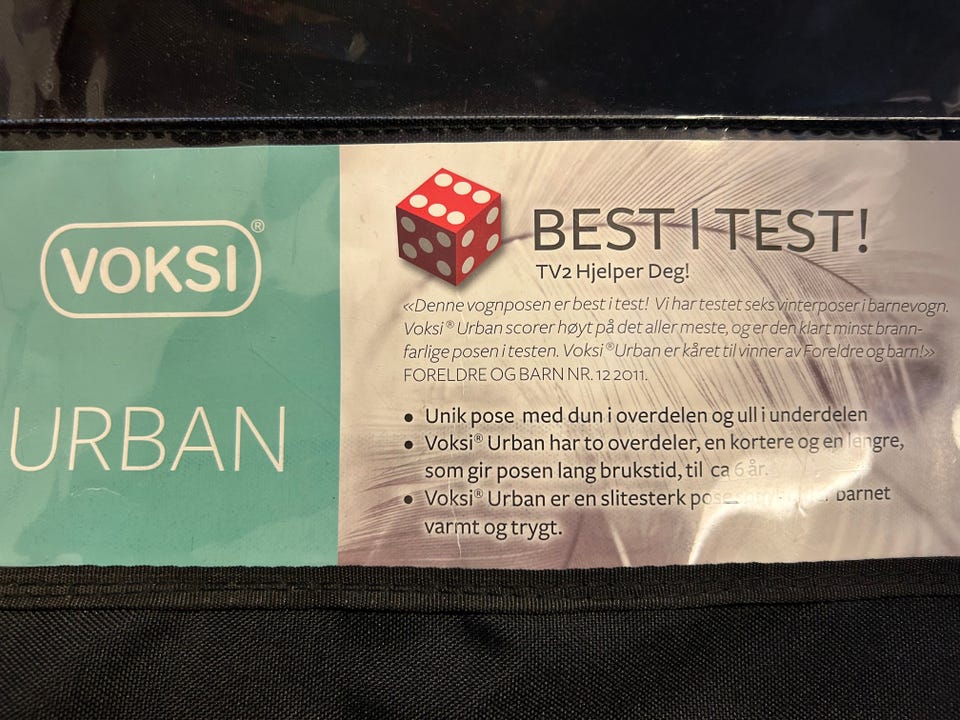 VOKSI®
URBAN
BEST I TEST!
TV2 Hjelper Deg!
«Denne vognposen er best i test! Vi har testet seks vinterposer i barnevogn.
Voksi® Urban scorer høyt på det aller meste, og er den klart minst brann-
farlige posen i testen. Voksi® Urban er kåret til vinner av Foreldre og barn!»
FORELDRE OG BARN NR. 12 2011.
• Unik pose med dun i overdelen og ull i underdelen
• Voksi® Urban har to overdeler, en kortere og en lengre,
som gir posen lang brukstid, til ca 6 år.
• Voksi® Urban er en slitesterk barnet
varmt og trygt.